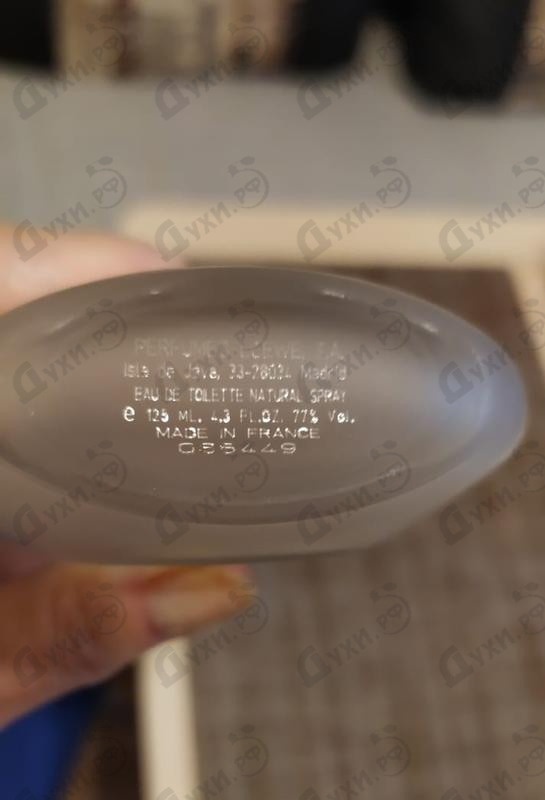 PERFUMES LOEWE, S.A.
Isla de Java, 33-28034 Madrid
EAU DE TOILETTE NATURAL SPRAY
e 125 ML. 4,3 FL.OZ. 77% Vol.
MADE IN FRANCE
055449
Духи.рф